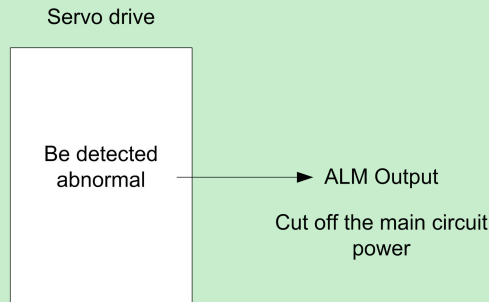 Servo drive
Be detected
abnormal
ALM Output
Cut off the main circuit
power